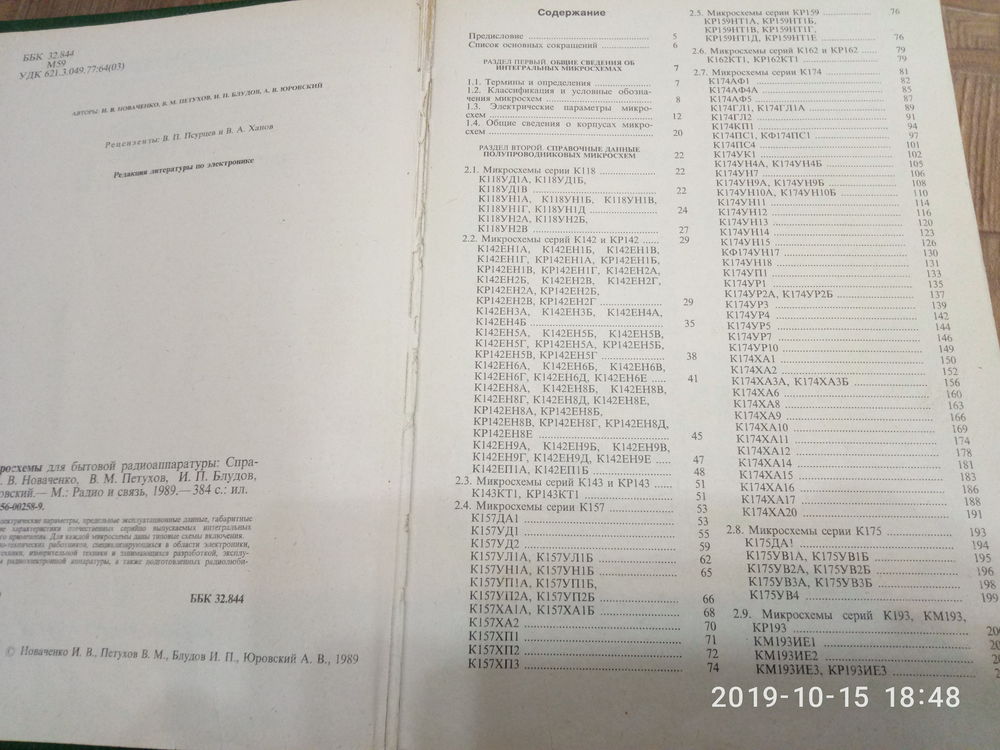 ББК 32.844
М59
УДК 621.3.049.77:64(03)
АВТОРЫ: И. В. НОВАЧЕНКО, В. М. ПЕТУХОВ, И. П. БЛУДОВ, А. В. ЮРОВСКИЙ
Рецензенты: В. П. Псурцев и В. А. Ханов
Редакция литературы по электронике
для бытовой радиоаппаратуры: Спра-
В. Новаченко, В. М. Петухов, И. П. Блудов,
М.: Радио и связь, 1989.— 384 с.: ил.
56-00258-9.
ББК 32.844
© Новаченко И. В., Петухов В. М., Блудов И. П., Юровский А. В., 1989
Содержание
Предисловие 5
Список основных сокращений 6
РАЗДЕЛ ПЕРВЫЙ. ОБЩИЕ СВЕДЕНИЯ ОБ
ИНТЕГРАЛЬНЫХ МИКРОСХЕМАХ 7
1.1. Термины и определения 7
1.2. Классификация и условные обозна-
чения микросхем 8
1.3. Электрические параметры микро-
схем 12
1.4. Общие сведения о корпусах микро-
схем 20
РАЗДЕЛ ВТОРОЙ. СПРАВОЧНЫЕ ДАННЫЕ
ПОЛУПРОВОДНИКОВЫХ МИКРОСХЕМ 22
2.1. Микросхемы серии К118 22
К118УД1А, К118УД1Б,
К118УД1В 22
К118УН1А, К118УН1Б, К118УН1В,
К118УН1Г, К118УН1Д 24
К118УН2А, К118УН2Б,
К118УН2В 27
2.2. Микросхемы серий К142 и КР142 29
К142ЕН1А, К142ЕН1Б, К142ЕН1В,
К142ЕН1Г, КР142ЕН1А, КР142ЕН1Б,
КР142ЕН1В, КР142ЕН1Г, К142ЕН2А,
К142ЕН2Б, К142ЕН2В, К142ЕН2Г,
КР142ЕН2А, КР142ЕН2Б,
КР142ЕН2В, КР142ЕН2Г 29
К142ЕН3А, К142ЕН3Б, К142ЕН4А,
К142ЕН4Б 35
К142ЕН5А, К142ЕН5Б, К142ЕН5В,
К142ЕН5Г, КР142ЕН5А, КР142ЕН5Б,
КР142ЕН5В, КР142ЕН5Г 38
К142ЕН6А, К142ЕН6Б, К142ЕН6В,
К142ЕН6Г, К142ЕН6Д, К142ЕН6Е 41
К142ЕН8А, К142ЕН8Б, К142ЕН8В,
К142ЕН8Г, К142ЕН8Д, К142ЕН8Е,
КР142ЕН8А, КР142ЕН8Б,
КР142ЕН8В, КР142ЕН8Г, КР142ЕН8Д,
КР142ЕН8Е 45
К142ЕН9А, К142ЕН9Б, К142ЕН9В,
К142ЕН9Г, К142ЕН9Д, К142ЕН9Е 47
К142ЕП1А, К142ЕП1Б 48
2.3. Микросхемы серий К143 и КР143 51
К143КТ1, КР143КТ1 51
2.4. Микросхемы серии К157 53
К157ДА1 53
К157УД1 55
К157УД2 59
К157УЛ1А, К157УЛ1Б 62
К157УН1А, К157УН1Б 65
К157УП1А, К157УП1Б,
К157УП2А, К157УП2Б 66
К157ХА1А, К157ХА1Б 68
К157ХА2 70
К157ХП1 71
К157ХП2 72
К157ХП3 74
2.5. Микросхемы серии КР159 76
КР159НТ1А, КР159НТ1Б,
КР159НТ1В, КР159НТ1Г,
КР159НТ1Д, КР159НТ1Е 76
2.6. Микросхемы серий К162 и КР162 79
К162КТ1, КР162КТ1 79
2.7. Микросхемы серии К174 81
К174АФ1 82
К174АФ4А 85
К174АФ5 87
К174ГЛ1, К174ГЛ1А 89
К174ГЛ2 91
К174КП1 94
К174ПС1, КФ174ПС1 97
К174ПС4 101
К174УК1 102
К174УН4А, К174УН4Б 105
К174УН7 106
К174УН9А, К174УН9Б 108
К174УН10А, К174УН10Б 110
К174УН11 114
К174УН12 116
К174УН13 120
К174УН14 123
К174УН15 126
КФ174УН17 130
К174УН18 131
К174УП1 133
К174УР1 135
К174УР2А, К174УР2Б 137
К174УР3 139
К174УР4 142
К174УР5 144
К174УР7 146
К174УР10 149
К174ХА1 150
К174ХА2 152
К174ХА3А, К174ХА3Б 156
К174ХА6 160
К174ХА8 163
К174ХА9 166
К174ХА10 169
К174ХА11 174
К174ХА12 178
К174ХА14 181
К174ХА15 183
К174ХА16 186
К174ХА17 188
К174ХА20 191
2.8. Микросхемы серии К175 193
К175ДА1 194
К175УВ1А, К175УВ1Б 195
К175УВ2А, К175УВ2Б 196
К175УВ3А, К175УВ3Б 198
К175УВ4 199
2.9. Микросхемы серий К193, КМ193,
КР193
КМ193ИЕ1
КМ193ИЕ2
КМ193ИЕ3, КР193ИЕ3
2019-10-15 18:48